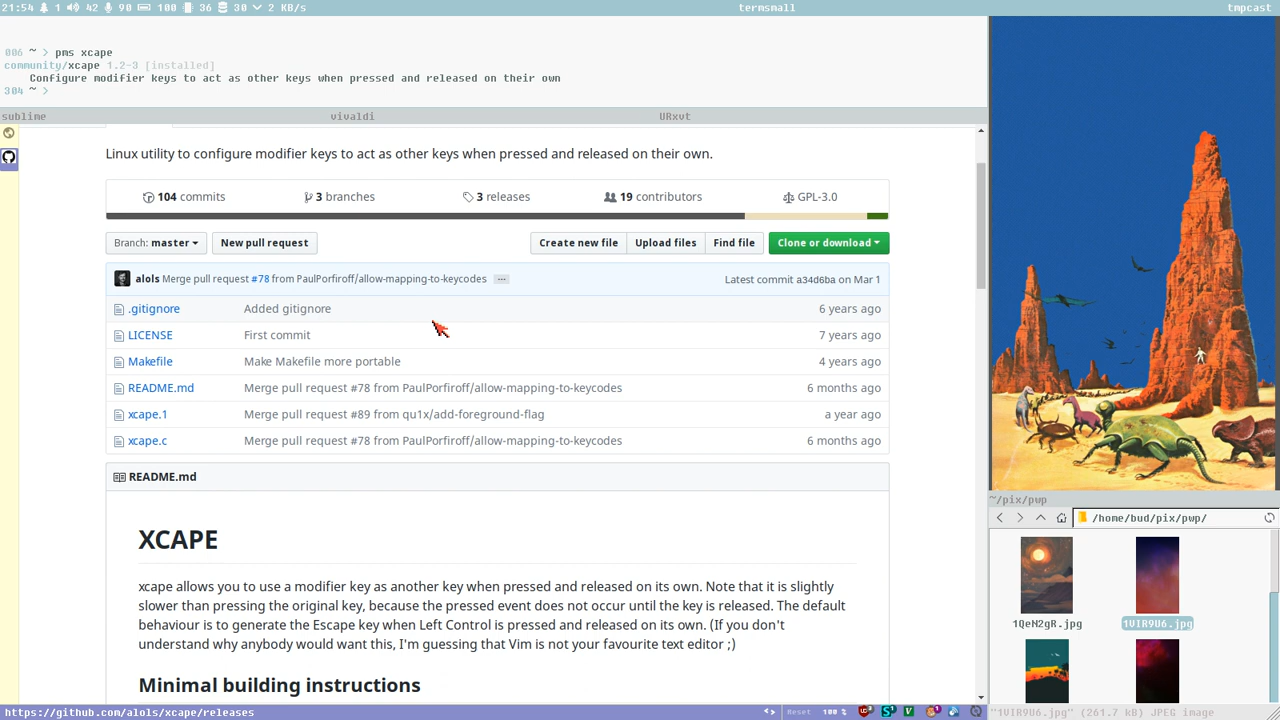 21:54 1 42 90 100 36 30 2 KB/s termsmall tmpcast
006 ~ > pms xcape
community/xcape 1.2-3 [installed]
Configure modifier keys to act as other keys when pressed and released on their own
304 ~ >
sublime vivaldi URxvt
Linux utility to configure modifier keys to act as other keys when pressed and released on their own.
104 commits 3 branches 3 releases 19 contributors GPL-3.0
Branch: master New pull request Create new file Upload files Find file Clone or download
alols Merge pull request #78 from PaulPorfiroff/allow-mapping-to-keycodes ... Latest commit a34d6ba on Mar 1
.gitignore Added gitignore 6 years ago
LICENSE First commit 7 years ago
Makefile Make Makefile more portable 4 years ago
README.md Merge pull request #78 from PaulPorfiroff/allow-mapping-to-keycodes 6 months ago
xcape.1 Merge pull request #89 from qu1x/add-foreground-flag a year ago
xcape.c Merge pull request #78 from PaulPorfiroff/allow-mapping-to-keycodes 6 months ago
README.md
XCAPE
xcape allows you to use a modifier key as another key when pressed and released on its own. Note that it is slightly
slower than pressing the original key, because the pressed event does not occur until the key is released. The default
behaviour is to generate the Escape key when Left Control is pressed and released on its own. (If you don't
understand why anybody would want this, I'm guessing that Vim is not your favourite text editor ;)
Minimal building instructions
https://github.com/alols/xcape/releases <> Reset 100 %
~/pix/pwp
/home/bud/pix/pwp/
1QeN2gR.jpg 1VIR9U6.jpg
"1VIR9U6.jpg" (261.7 kB) JPEG image